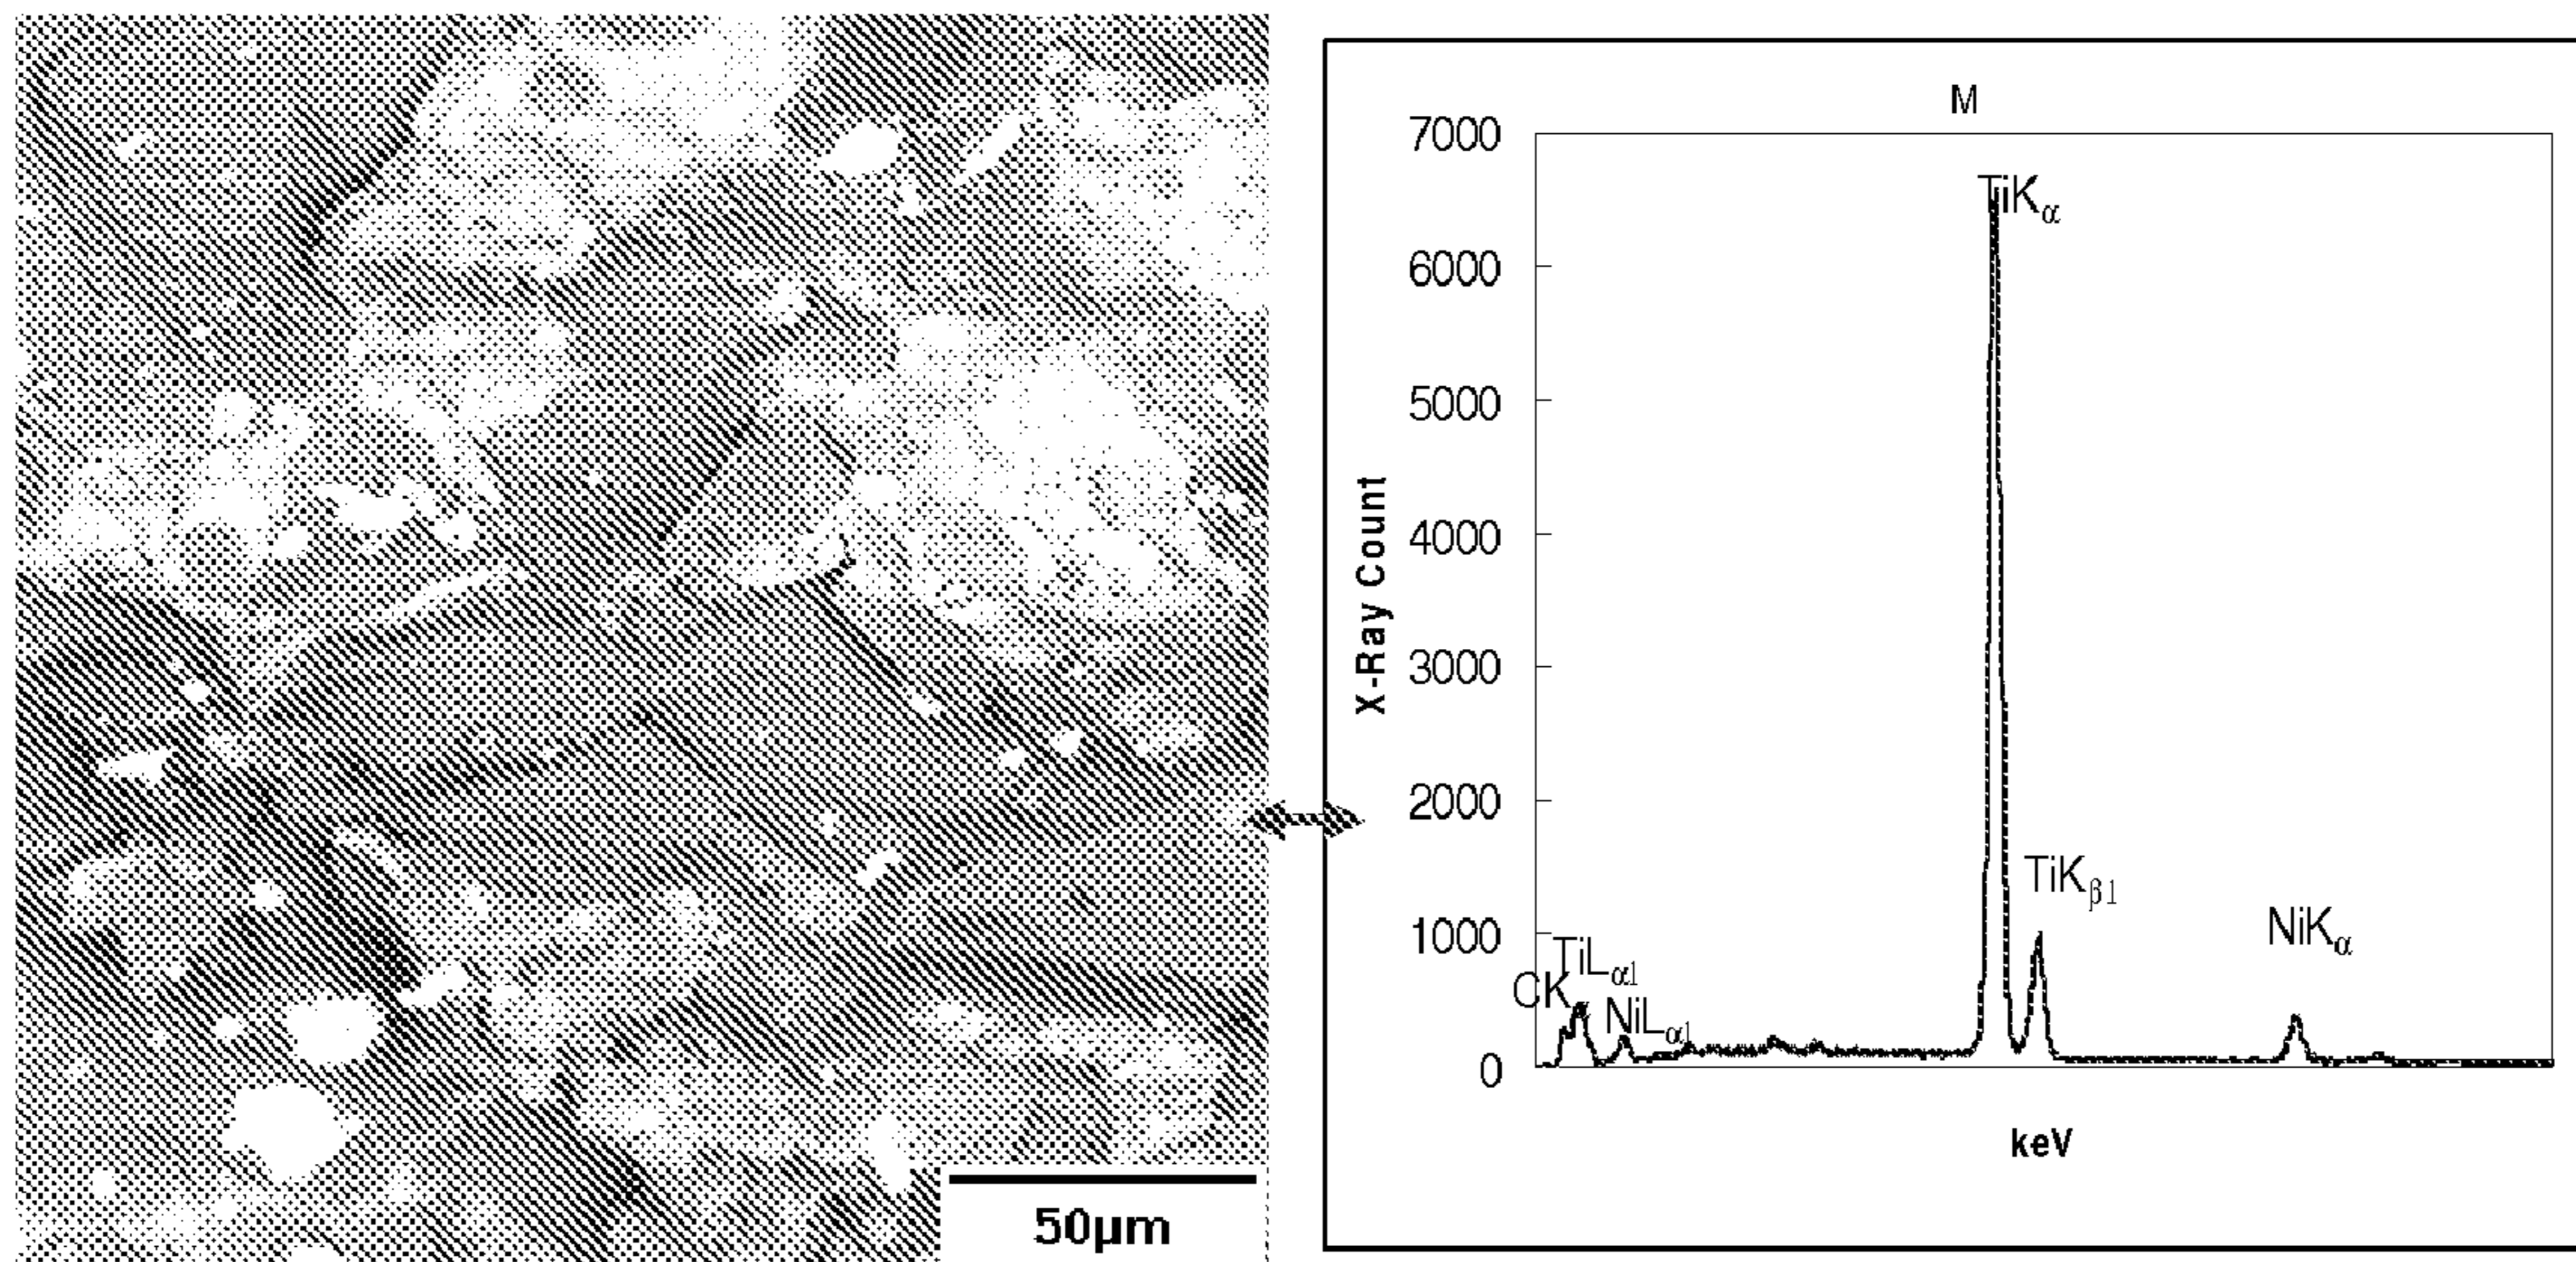 50µm
M
7000
6000
5000
4000
3000
2000
1000
0
X-Ray Count
TiKα
TiKβ1
NiKα
TiLα1
CKα
NiLα1
keV